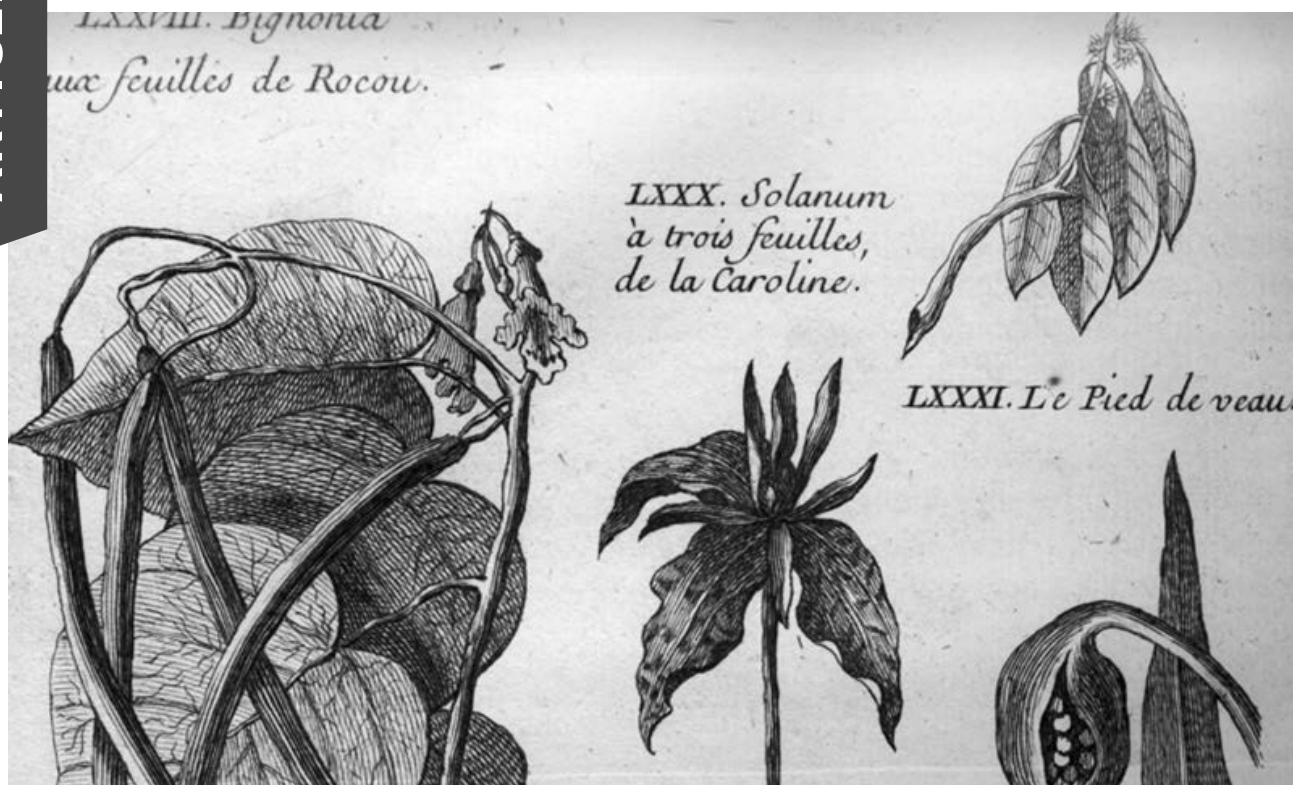 LXXVIII. Bignonia
aux feuilles de Rocou.
LXXX. Solanum
à trois feuilles,
de la Caroline.
LXXXI. Le Pied de veau